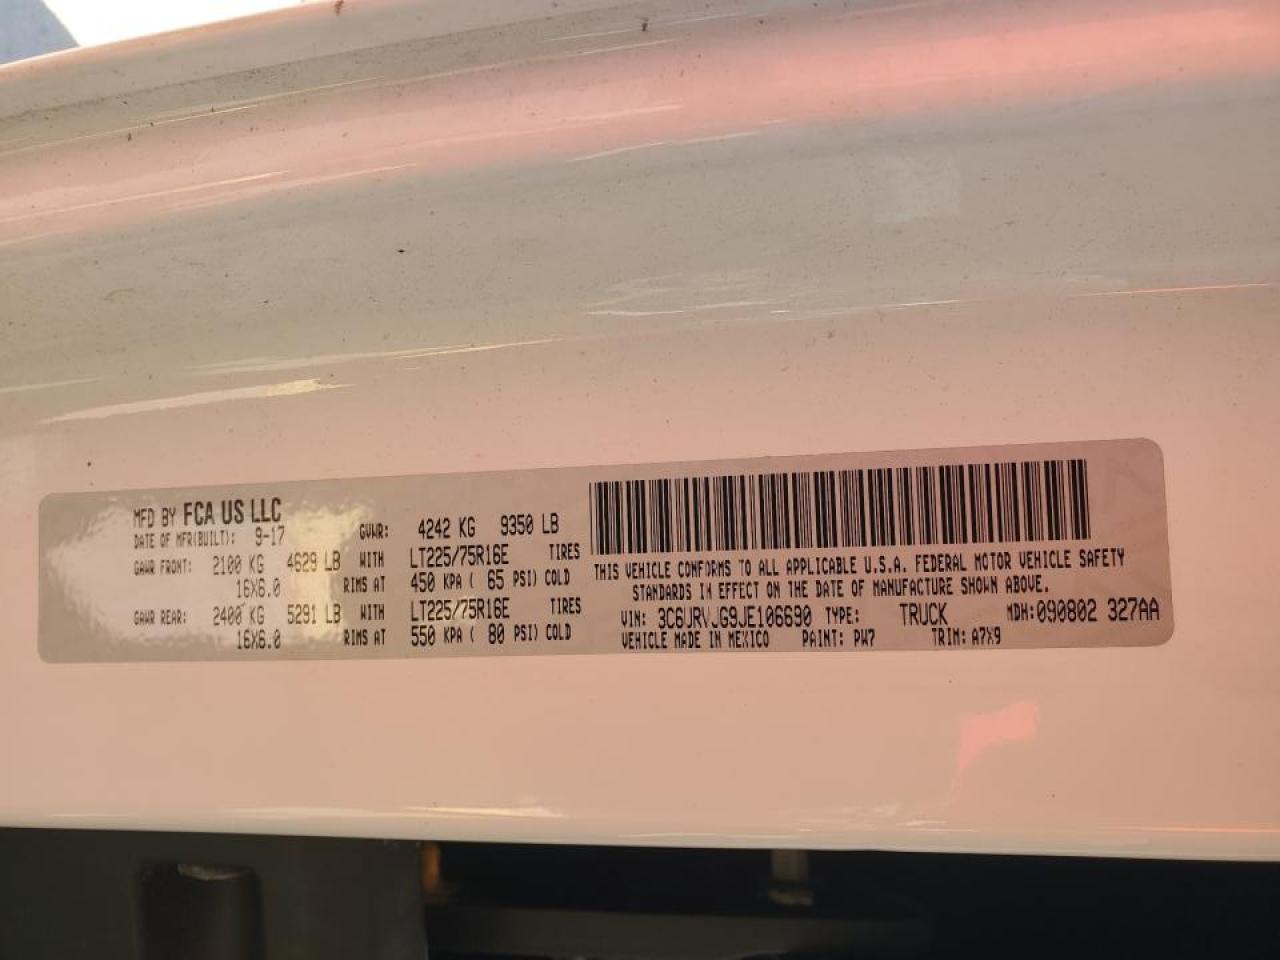 MFD BY FCA US LLC
DATE OF MFR(BUILT): 9-17 GVWR: 4242 KG 9350 LB
GAWR FRONT: 2100 KG 4629 LB WITH LT225/75R16E TIRES
16X6.0 RIMS AT 450 KPA ( 65 PSI) COLD
GAWR REAR: 2400 KG 5291 LB WITH LT225/75R16E TIRES
16X6.0 RIMS AT 550 KPA ( 80 PSI) COLD
THIS VEHICLE CONFORMS TO ALL APPLICABLE U.S.A. FEDERAL MOTOR VEHICLE SAFETY
STANDARDS IN EFFECT ON THE DATE OF MANUFACTURE SHOWN ABOVE.
VIN: 3C6URVJG9JE106690 TYPE: TRUCK MDH:090802 327AA
VEHICLE MADE IN MEXICO PAINT: PW7 TRIM: A7X9